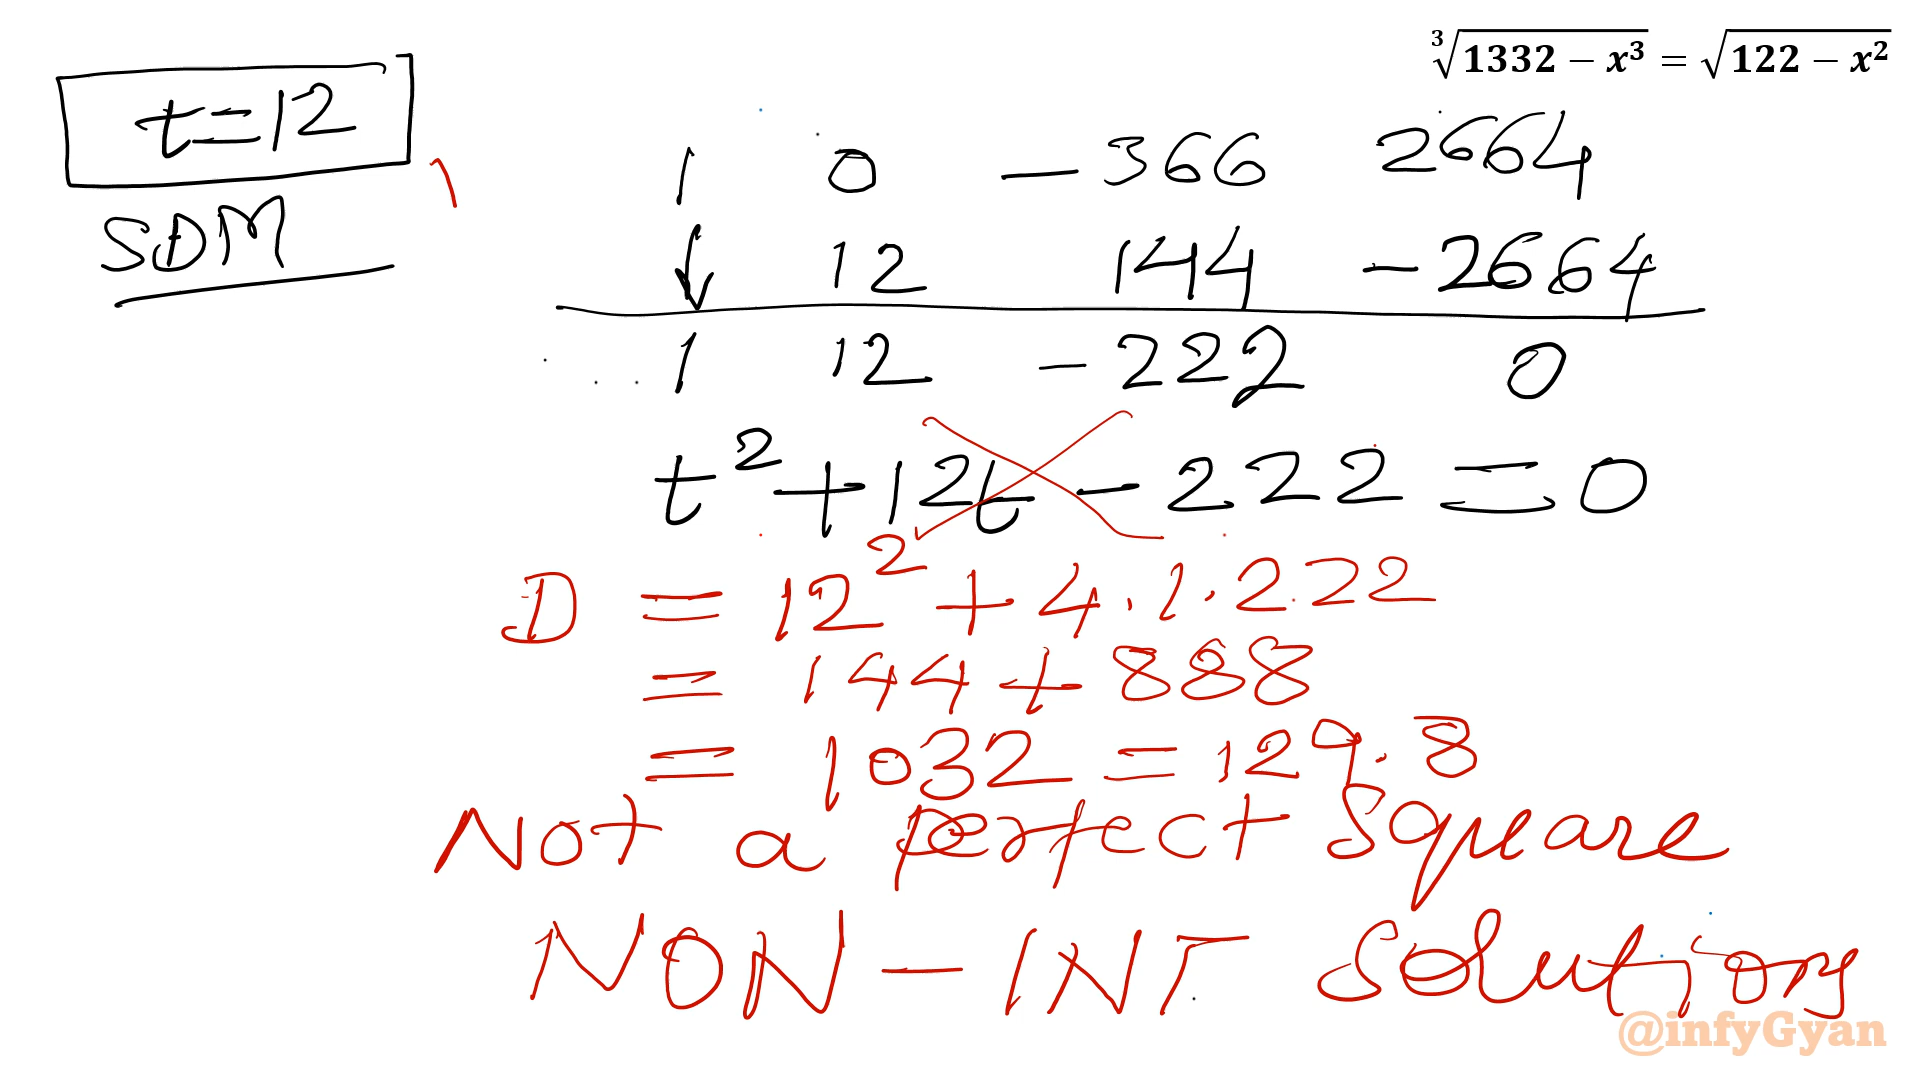 ∛(1332 − x³) = √(122 − x²)
t=12
SDM
1 0 −366 2664
↓ 12 144 −2664
1 12 −222 0
t²+12t−222=0
D = 12² + 4.1.222
= 144 + 888
= 1032 = 129.8
Not a perfect square
NON-INT Solutions
@infyGyan